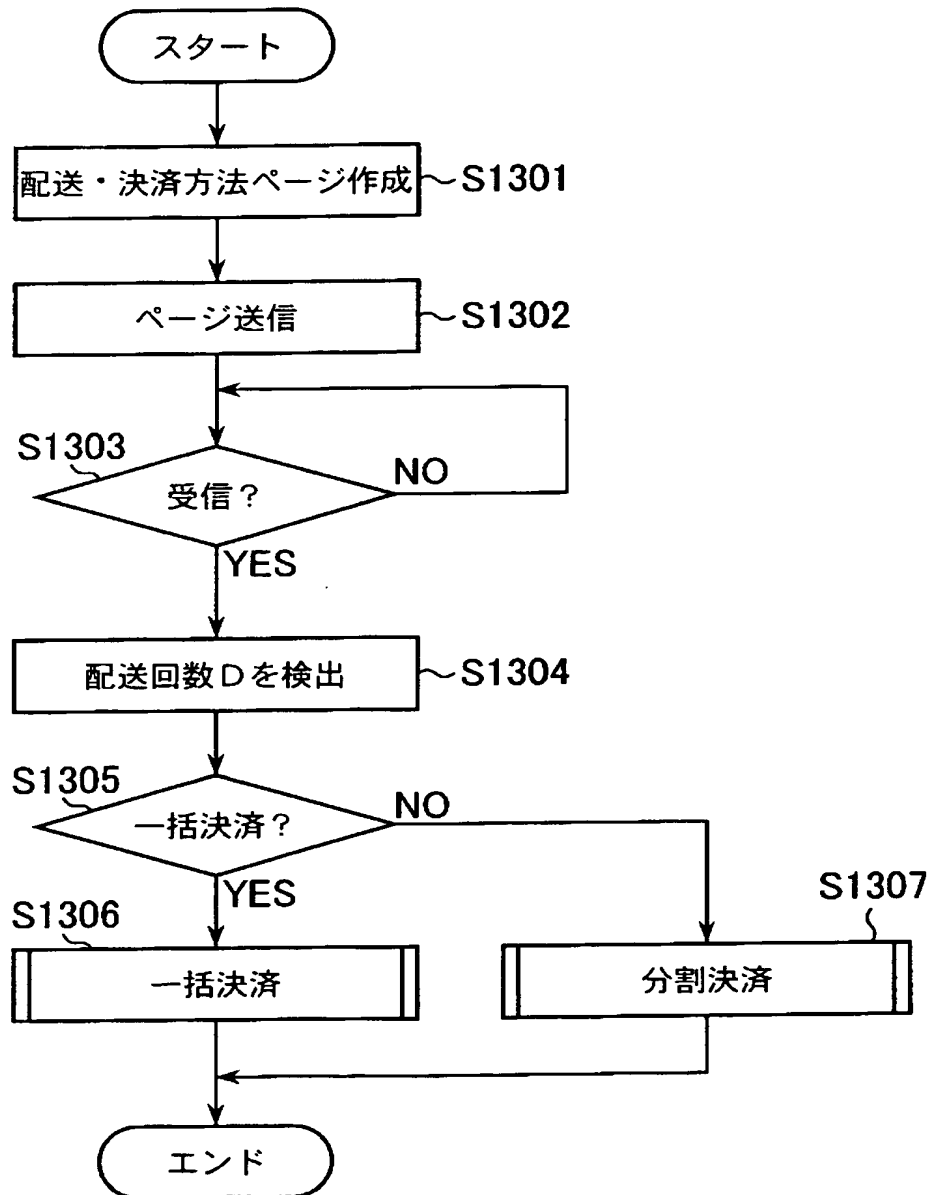 スタート
配送・決済方法ページ作成
S1301
ページ送信
S1302
S1303
受信？
NO
YES
配送回数Dを検出
S1304
S1305
一括決済？
NO
YES
S1306
一括決済
S1307
分割決済
エンド